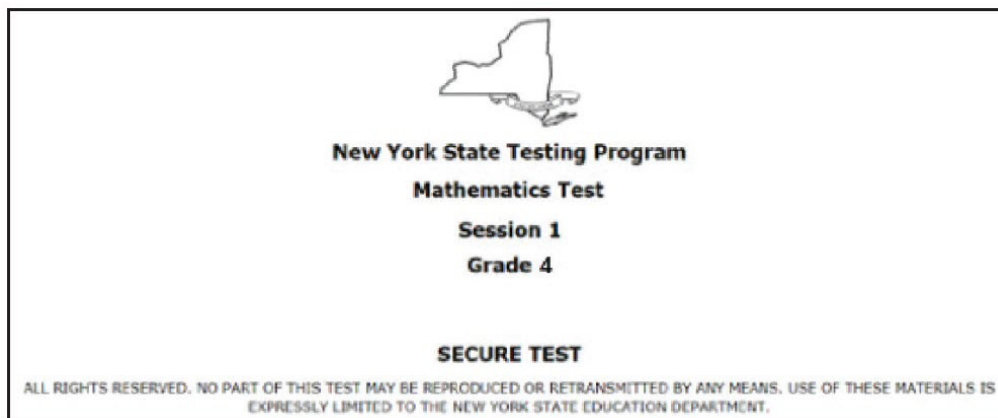 New York State Testing Program
Mathematics Test
Session 1
Grade 4
SECURE TEST
ALL RIGHTS RESERVED. NO PART OF THIS TEST MAY BE REPRODUCED OR RETRANSMITTED BY ANY MEANS. USE OF THESE MATERIALS IS
EXPRESSLY LIMITED TO THE NEW YORK STATE EDUCATION DEPARTMENT.